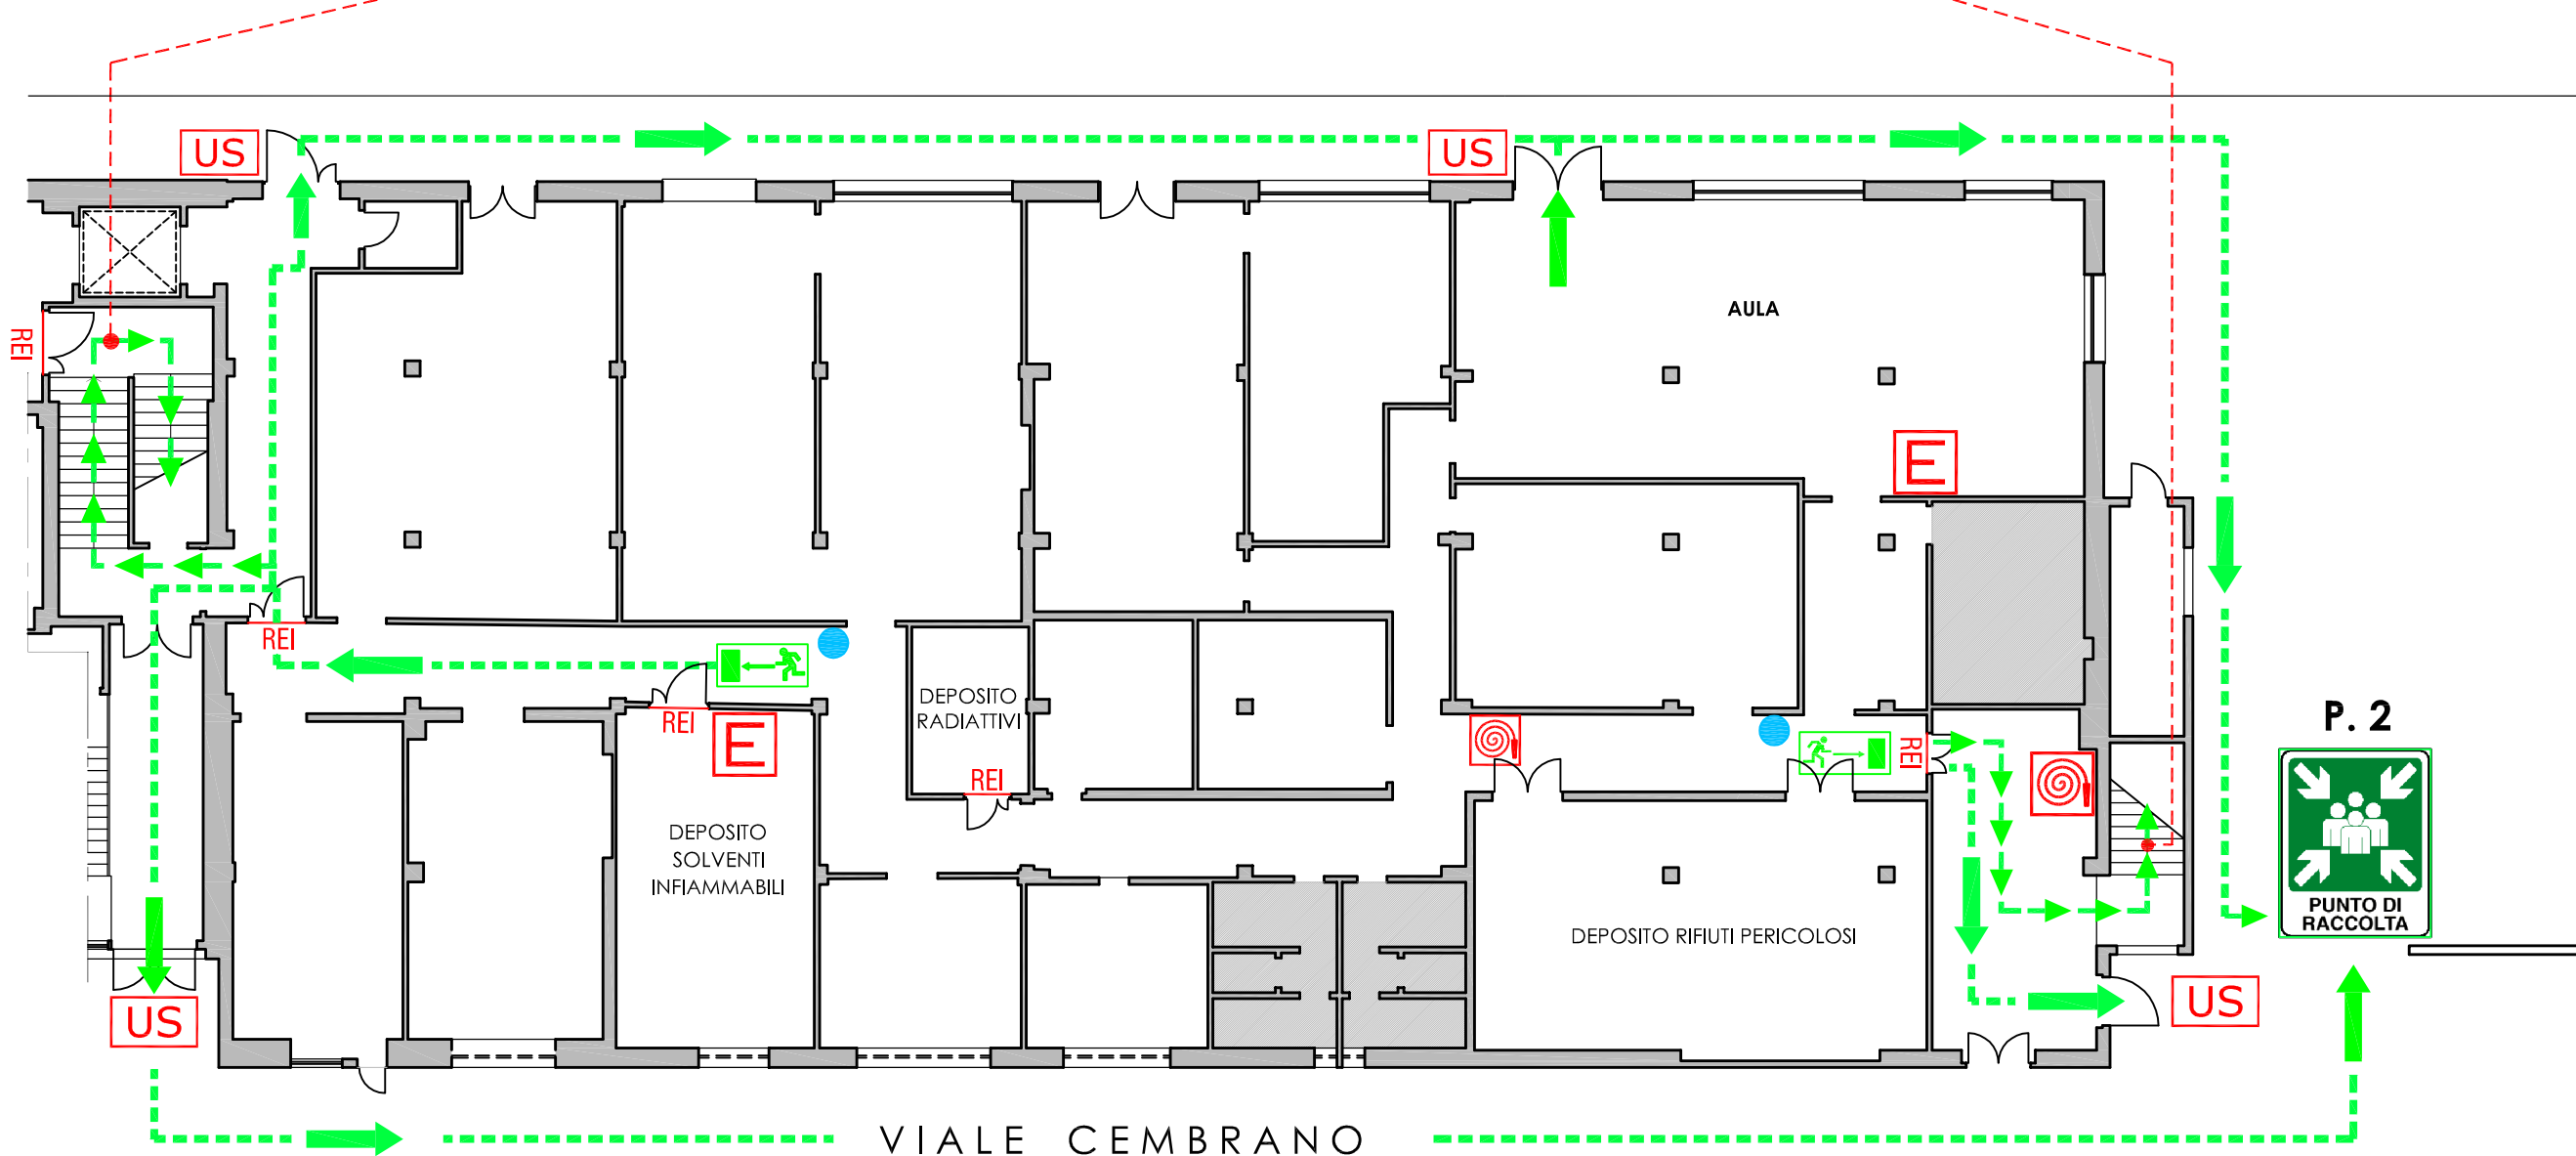 US
US
REI
AULA
E
REI
DEPOSITO
RADIATTIVI
P. 2
REI
E
REI
REI
DEPOSITO
SOLVENTI
INFIAMMABILI
PUNTO DI
RACCOLTA
DEPOSITO RIFIUTI PERICOLOSI
US
US
VIALE CEMBRANO